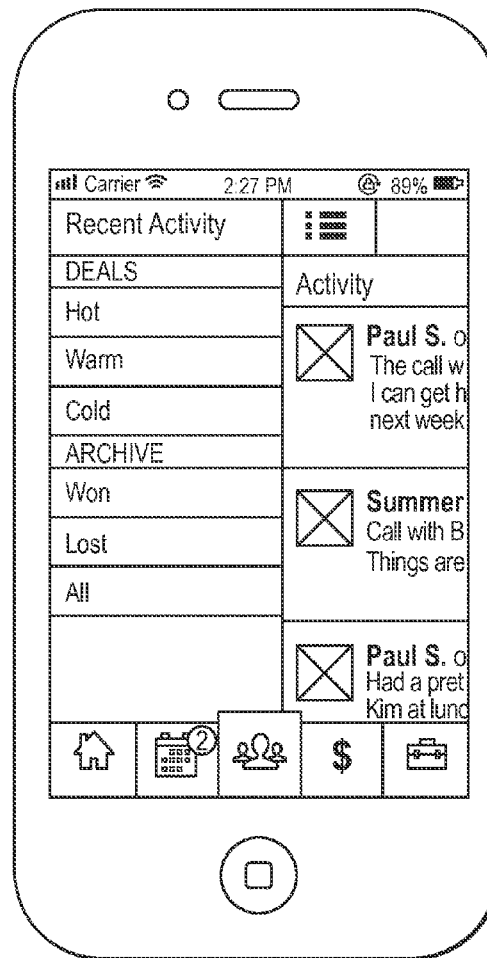 Carrier 2:27 PM 89%
Recent Activity
DEALS
Hot
Warm
Cold
ARCHIVE
Won
Lost
All
Activity
Paul S. o
The call w
I can get h
next week
Summer
Call with B
Things are
Paul S. o
Had a pret
Kim at lunc
2
$